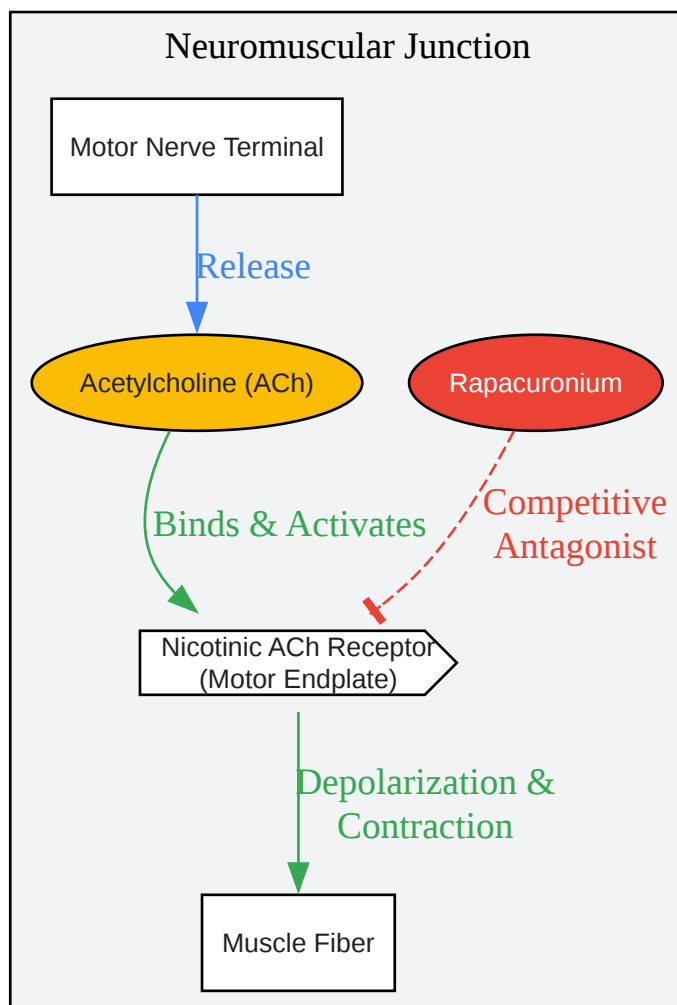 Neuromuscular Junction
Motor Nerve Terminal
Release
Acetylcholine (ACh)
Rapacuronium
Binds & Activates
Competitive
Antagonist
Nicotinic ACh Receptor
(Motor Endplate)
Depolarization &
Contraction
Muscle Fiber